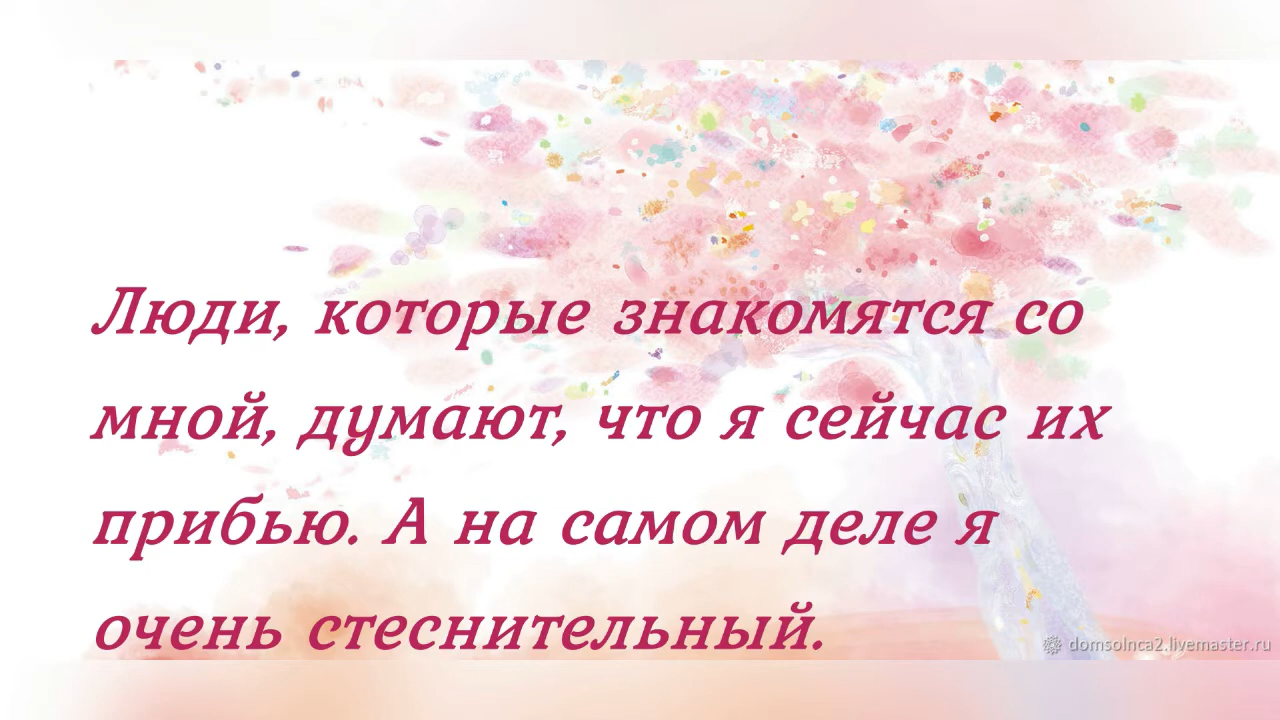 Люди, которые знакомятся со
мной, думают, что я сейчас их
прибью. А на самом деле я
очень стеснительный.
domsolnca2.livemaster.ru